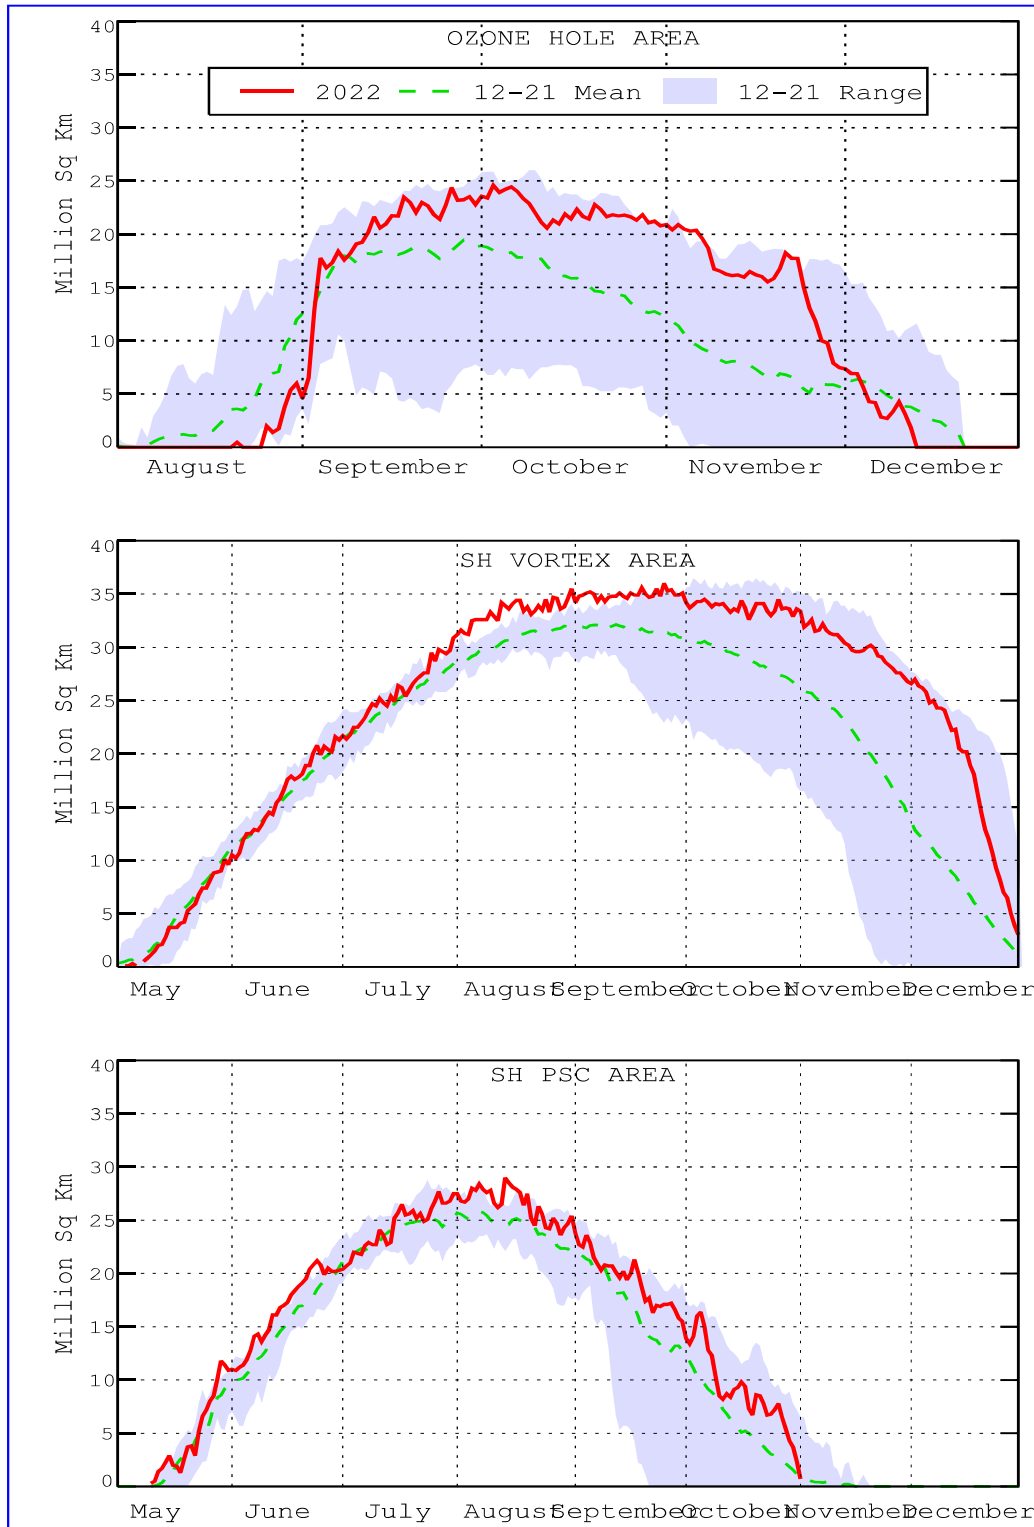 OZONE HOLE AREA
2022 12-21 Mean 12-21 Range
Million Sq Km
40
35
30
25
20
15
10
5
0
August September October November December
SH VORTEX AREA
Million Sq Km
40
35
30
25
20
15
10
5
0
May June July August September October November December
SH PSC AREA
Million Sq Km
40
35
30
25
20
15
10
5
0
May June July August September October November December